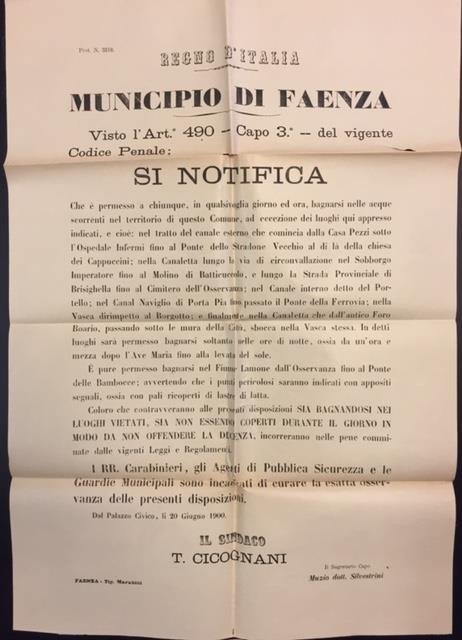 Prot. N. 3210.
REGNO D'ITALIA
MUNICIPIO DI FAENZA
Visto l'Art.° 490 – Capo 3.° – del vigente
Codice Penale;
SI NOTIFICA
Che è permesso a chiunque, in qualsivoglia giorno ed ora, bagnarsi nelle acque
scorrenti nel territorio di questo Comune, ad eccezione dei luoghi qui appresso
indicati, e cioè: nel tratto del canale esterno che comincia dalla Casa Pezzi sotto
l'Ospedale Infermi fino al Ponte dello Stradone Vecchio al di là della chiesa
dei Cappuccini; nella Canaletta lungo la via di circonvallazione nel Sobborgo
Imperatore fino al Molino di Batticuccolo, e lungo la Strada Provinciale di
Brisighella fino al Cimitero dell'Osservanza; nel Canale interno detto del Por-
tello; nel Canal Naviglio di Porta Pia fino passato il Ponte della Ferrovia; nella
Vasca dirimpetto al Borgotto; e finalmente nella Canaletta che dall'antico Foro
Boario, passando sotto le mura della Città, sbocca nella Vasca stessa. In detti
luoghi sarà permesso bagnarsi soltanto nelle ore di notte, ossia da un'ora e
mezza dopo l'Ave Maria fino alla levata del sole.
È pure permesso bagnarsi nel Fiume Lamone dall'Osservanza fino al Ponte
delle Bambocce; avvertendo che i punti pericolosi saranno indicati con appositi
segnali, ossia con pali ricoperti di lastre di latta.
Coloro che contravveranno alle presenti disposizioni SIA BAGNANDOSI NEI
LUOGHI VIETATI, SIA NON ESSENDO COPERTI DURANTE IL GIORNO IN
MODO DA NON OFFENDERE LA DECENZA, incorreranno nelle pene commi-
nate dalle vigenti Leggi e Regolamenti.
I RR. Carabinieri, gli Agenti di Pubblica Sicurezza e le
Guardie Municipali sono incaricati di curare la esatta osser-
vanza delle presenti disposizioni.
Dal Palazzo Civico, li 20 Giugno 1900.
IL SINDACO
T. CICOGNANI
Il Segretario Capo
Muzio dott. Silvestrini
FAENZA - Tip. Marabini